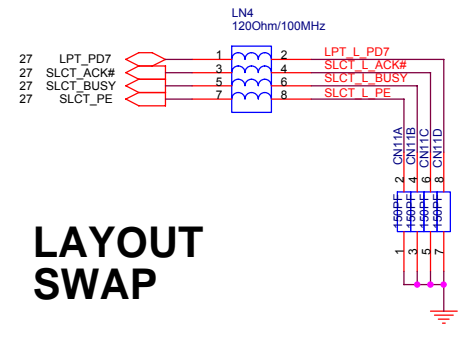 LN4
120Ohm/100MHz
27 LPT_PD7 1 2 LPT_L_PD7
27 SLCT_ACK# 3 4 SLCT_L_ACK#
27 SLCT_BUSY 5 6 SLCT_L_BUSY
27 SLCT_PE 7 8 SLCT_L_PE
CN11A CN11B CN11C CN11D
2 4 6 8
150PF 150PF 150PF 150PF
1 3 5 7
LAYOUT
SWAP